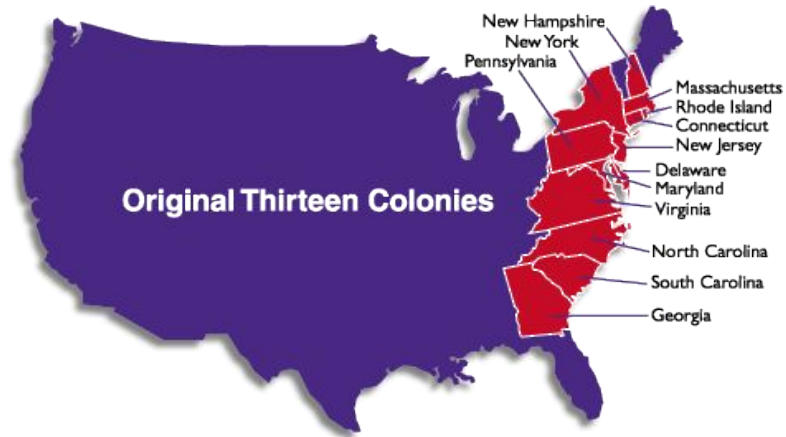 New Hampshire
New York
Pennsylvania
Massachusetts
Rhode Island
Connecticut
New Jersey
Delaware
Maryland
Virginia
Original Thirteen Colonies
North Carolina
South Carolina
Georgia